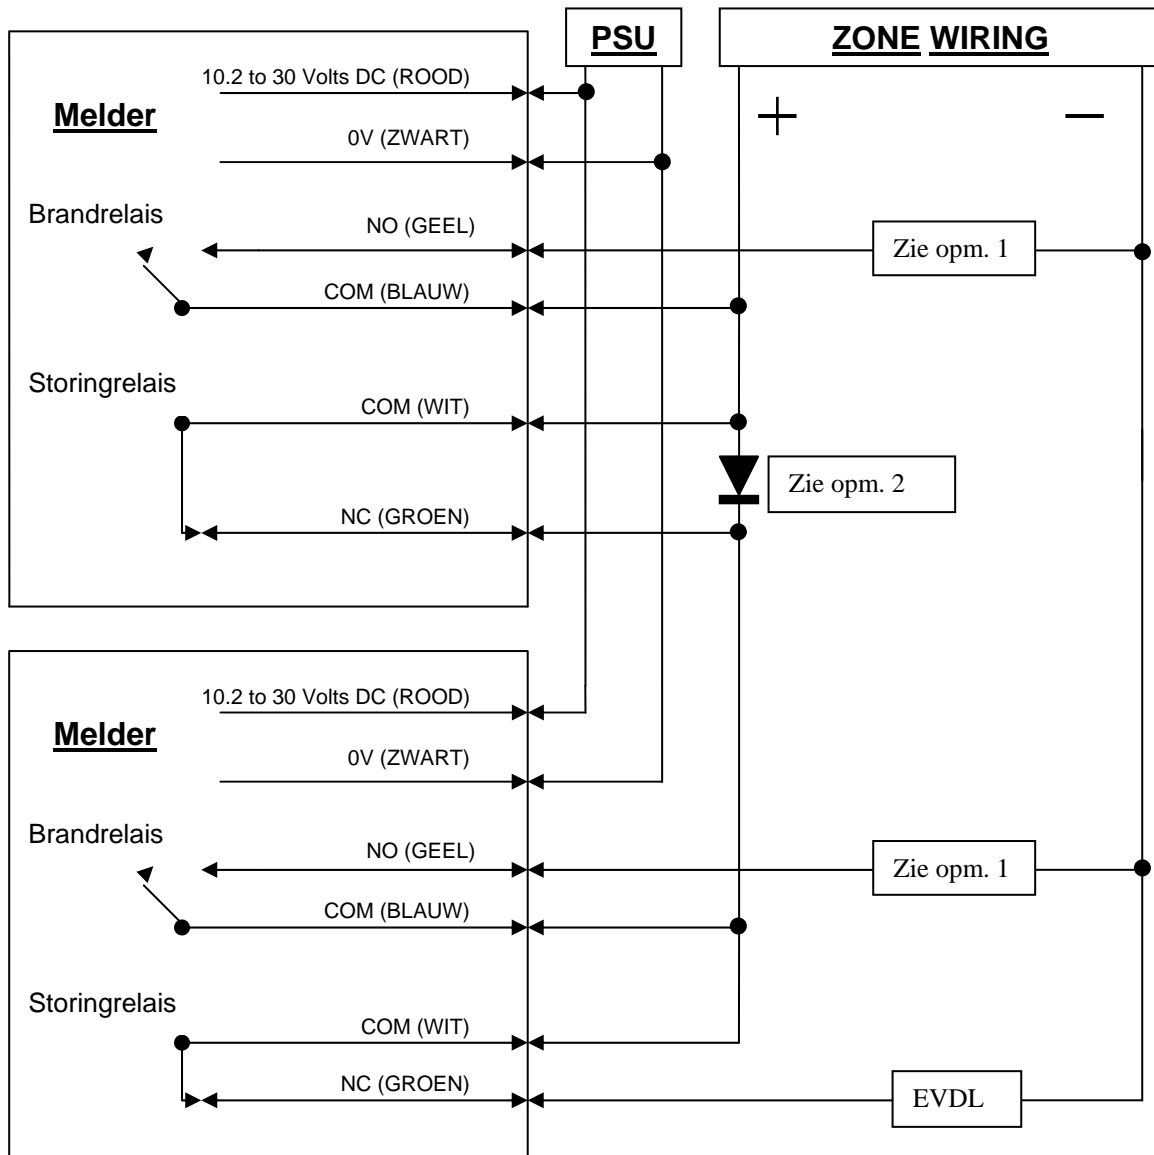 PSU
ZONE WIRING
10.2 to 30 Volts DC (ROOD)
Melder
+
−
0V (ZWART)
Brandrelais
NO (GEEL)
Zie opm. 1
COM (BLAUW)
Storingrelais
COM (WIT)
Zie opm. 2
NC (GROEN)
10.2 to 30 Volts DC (ROOD)
Melder
0V (ZWART)
Brandrelais
NO (GEEL)
Zie opm. 1
COM (BLAUW)
Storingrelais
COM (WIT)
NC (GROEN)
EVDL